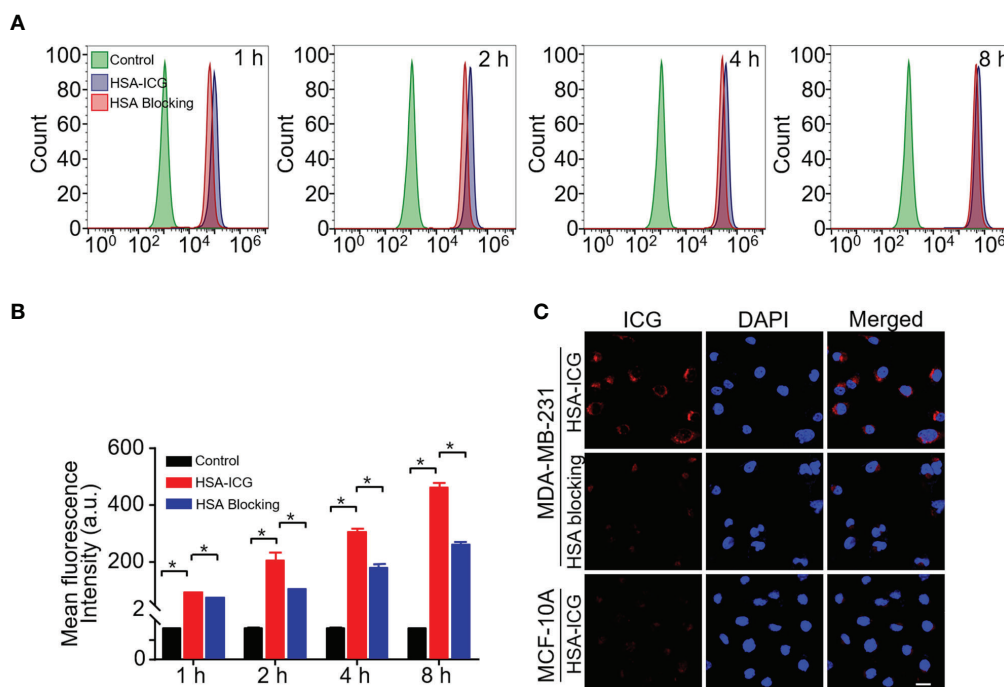 A
1 h
2 h
4 h
8 h
Control
HSA-ICG
HSA Blocking
Count
100
80
60
40
20
0
10^0 10^2 10^4 10^6
Count
100
80
60
40
20
0
10^0 10^2 10^4 10^6
Count
100
80
60
40
20
0
10^0 10^2 10^4 10^6
Count
100
80
60
40
20
0
10^0 10^2 10^4 10^6
B
Mean fluorescence
Intensity (a.u.)
600
400
200
2
0
Control
HSA-ICG
HSA Blocking
* *
* *
* *
* *
1 h 2 h 4 h 8 h
C
ICG DAPI Merged
MDA-MB-231
HSA-ICG
HSA blocking
MCF-10A
HSA-ICG